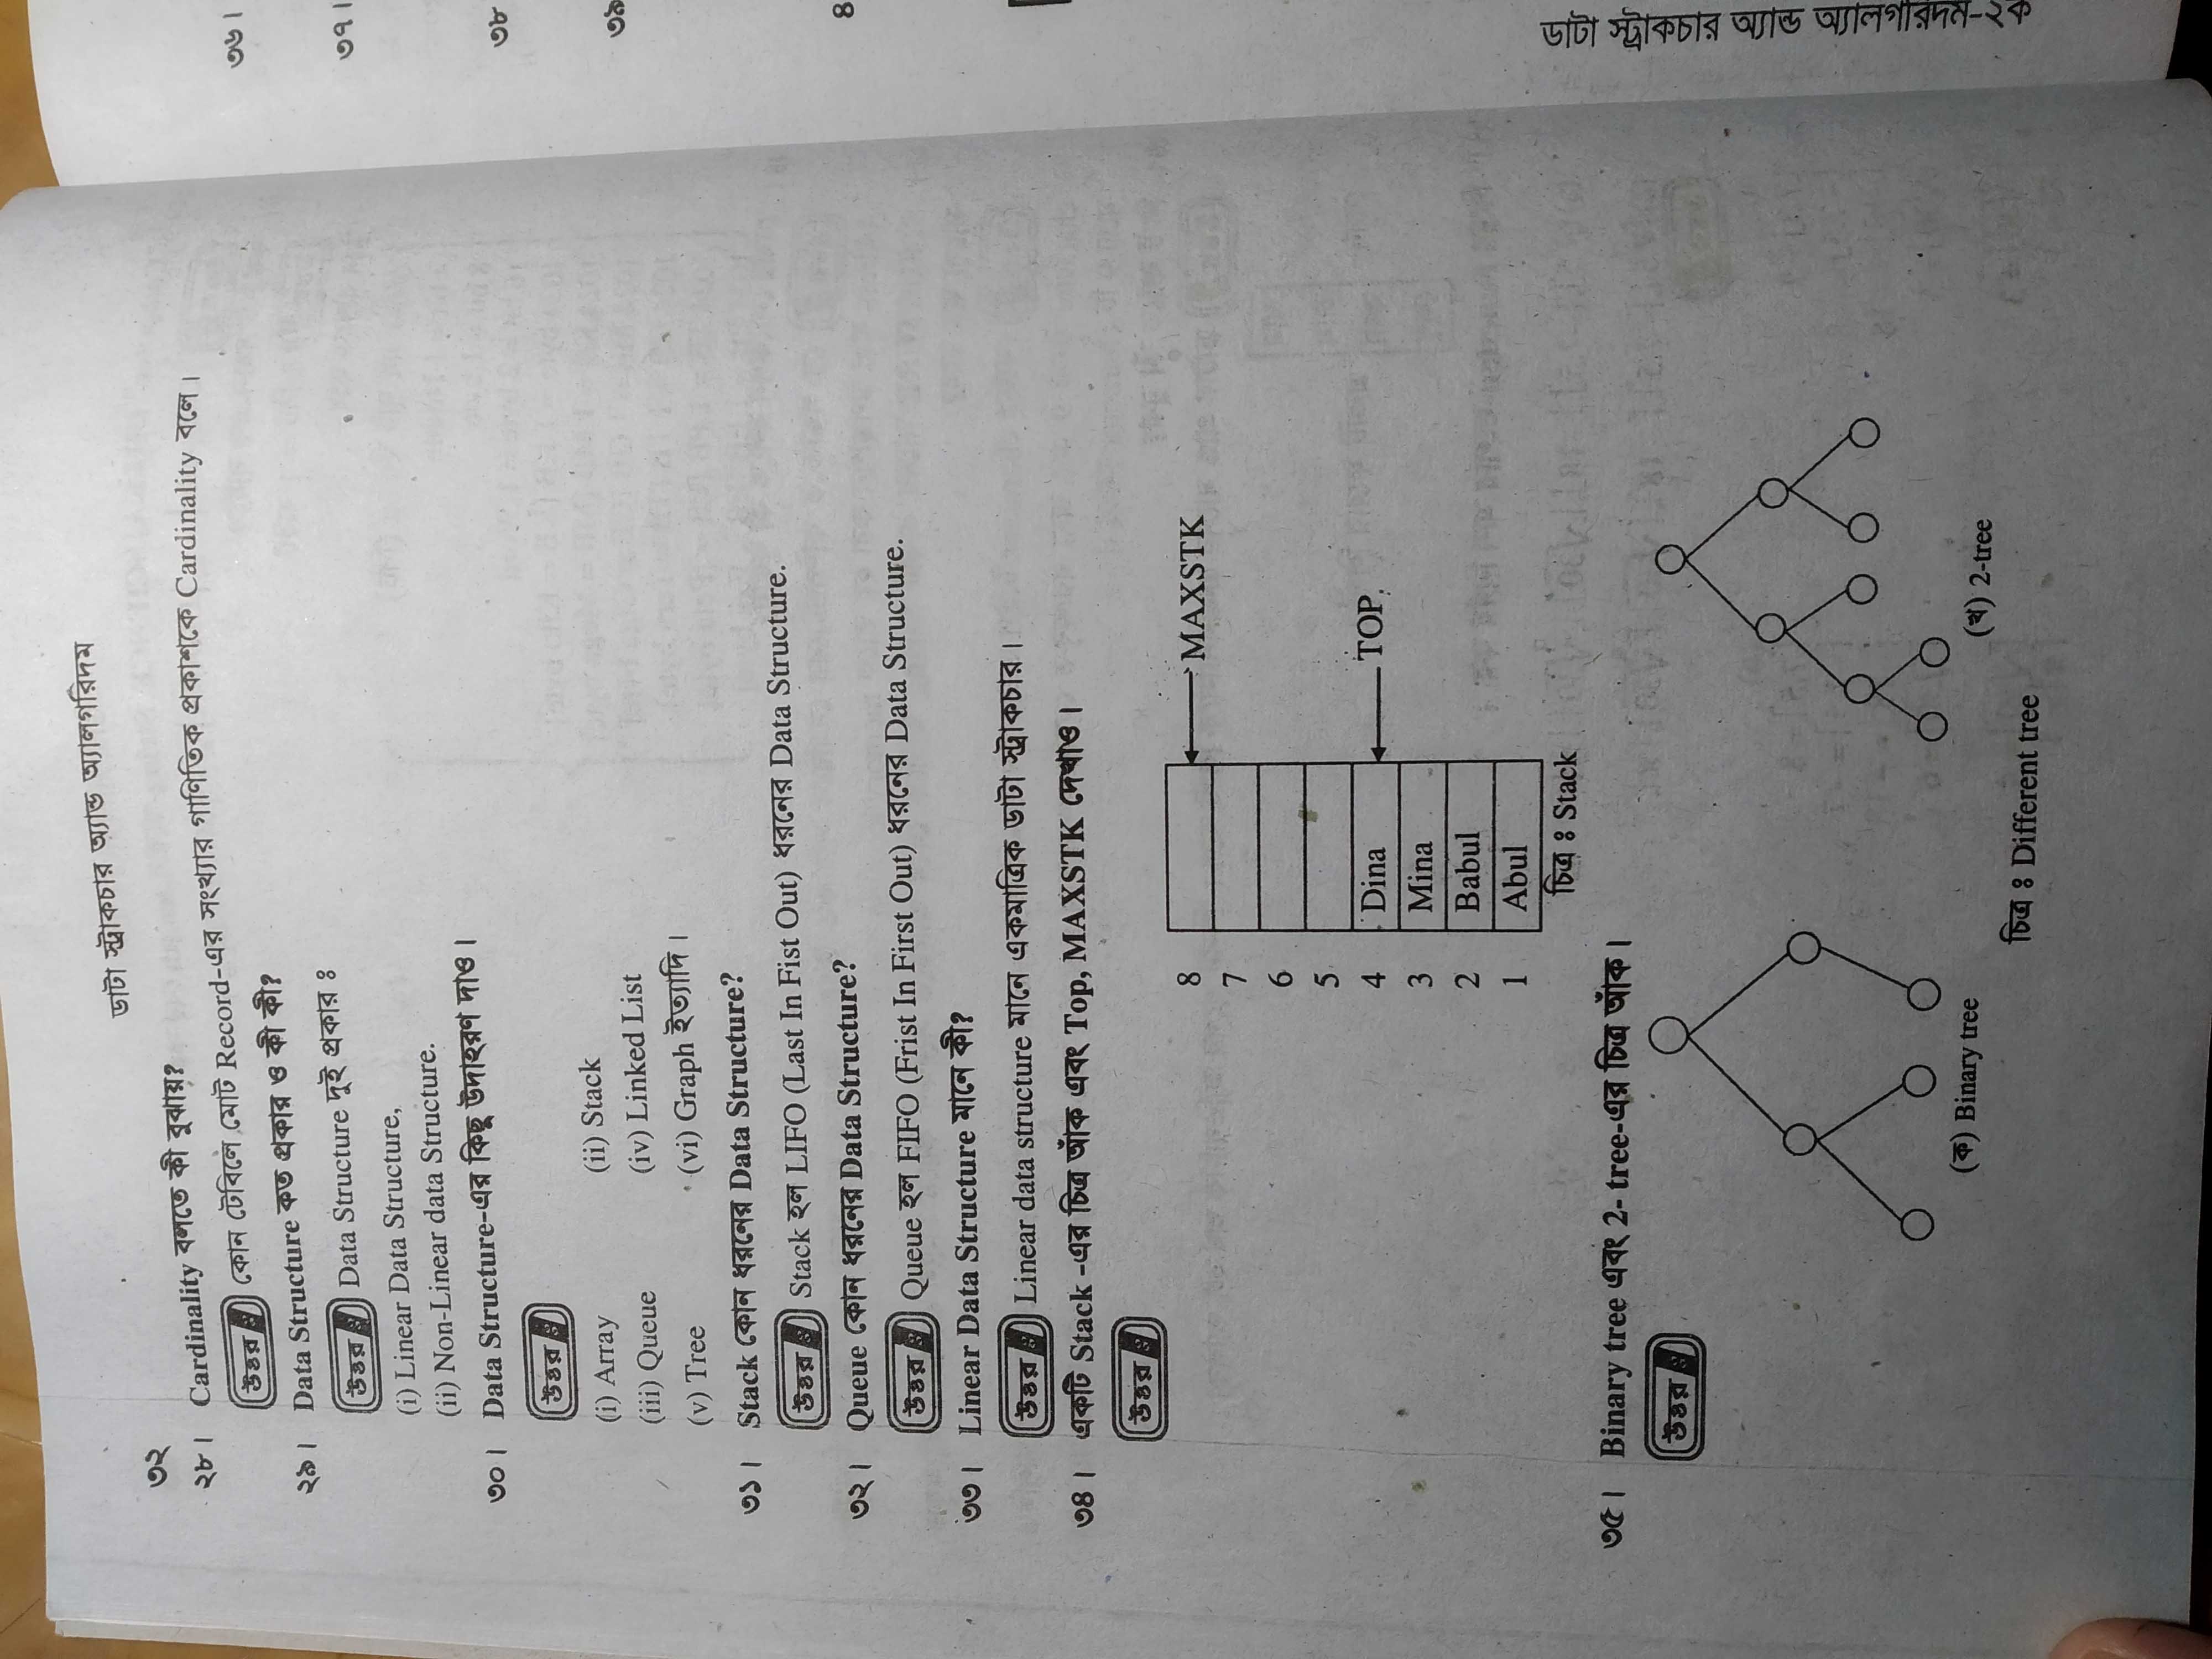 ৩২
ডাটা স্ট্রাকচার অ্যান্ড অ্যালগরিদম
২৮। Cardinality বলতে কী বুঝায়?
উত্তর ঃ কোন টেবিলে মোট Record-এর সংখ্যার গাণিতিক প্রকাশকে Cardinality বলে।
২৯। Data Structure কত প্রকার ও কী কী?
উত্তর ঃ Data Structure দুই প্রকার ঃ
(i) Linear Data Structure,
(ii) Non-Linear data Structure.
৩০। Data Structure-এর কিছু উদাহরণ দাও।
উত্তর ঃ
(i) Array (ii) Stack
(iii) Queue (iv) Linked List
(v) Tree (vi) Graph ইত্যাদি।
৩১। Stack কোন ধরনের Data Structure?
উত্তর ঃ Stack হল LIFO (Last In Fist Out) ধরনের Data Structure.
৩২। Queue কোন ধরনের Data Structure?
উত্তর ঃ Queue হল FIFO (Frist In First Out) ধরনের Data Structure.
৩৩। Linear Data Structure মানে কী?
উত্তর ঃ Linear data structure মানে একমাত্রিক ডাটা স্ট্রাকচার।
৩৪। একটি Stack -এর চিত্র আঁক এবং Top, MAXSTK দেখাও।
উত্তর ঃ
8 MAXSTK
7
6
5
4 Dina TOP
3 Mina
2 Babul
1 Abul
চিত্র ঃ Stack
৩৫। Binary tree এবং 2- tree-এর চিত্র আঁক।
উত্তর ঃ
(ক) Binary tree (খ) 2-tree
চিত্র ঃ Different tree
৩৬।
৩৭।
৩৮
৩৯
৪
ডাটা স্ট্রাকচার অ্যান্ড অ্যালগরিদম-২ক